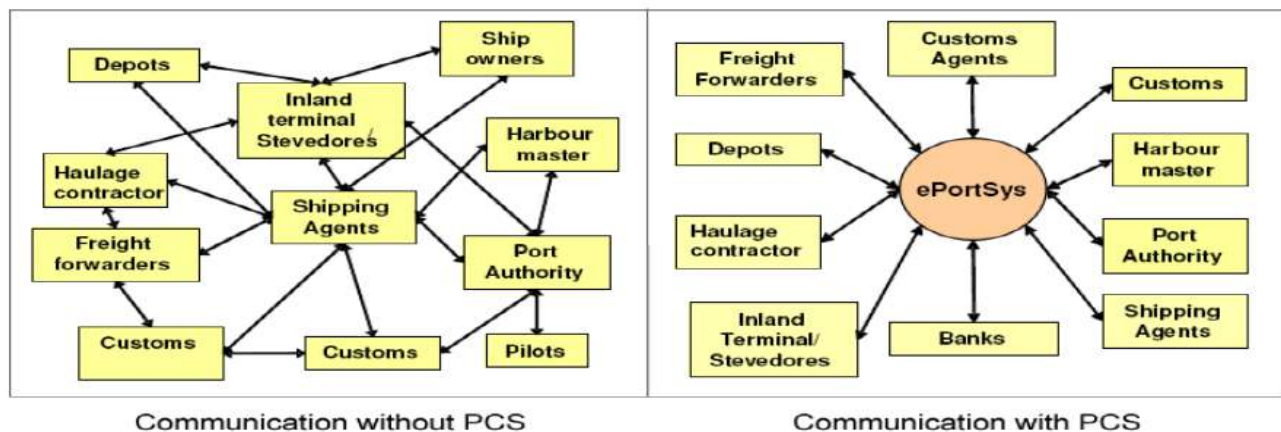 Depots
Ship
owners
Inland
terminal
Stevedores/
Harbour
master
Haulage
contractor
Shipping
Agents
Freight
forwarders
Port
Authority
Customs
Customs
Pilots
Communication without PCS
Freight
Forwarders
Customs
Agents
Customs
Depots
ePortSys
Harbour
master
Haulage
contractor
Port
Authority
Inland
Terminal/
Stevedores
Banks
Shipping
Agents
Communication with PCS